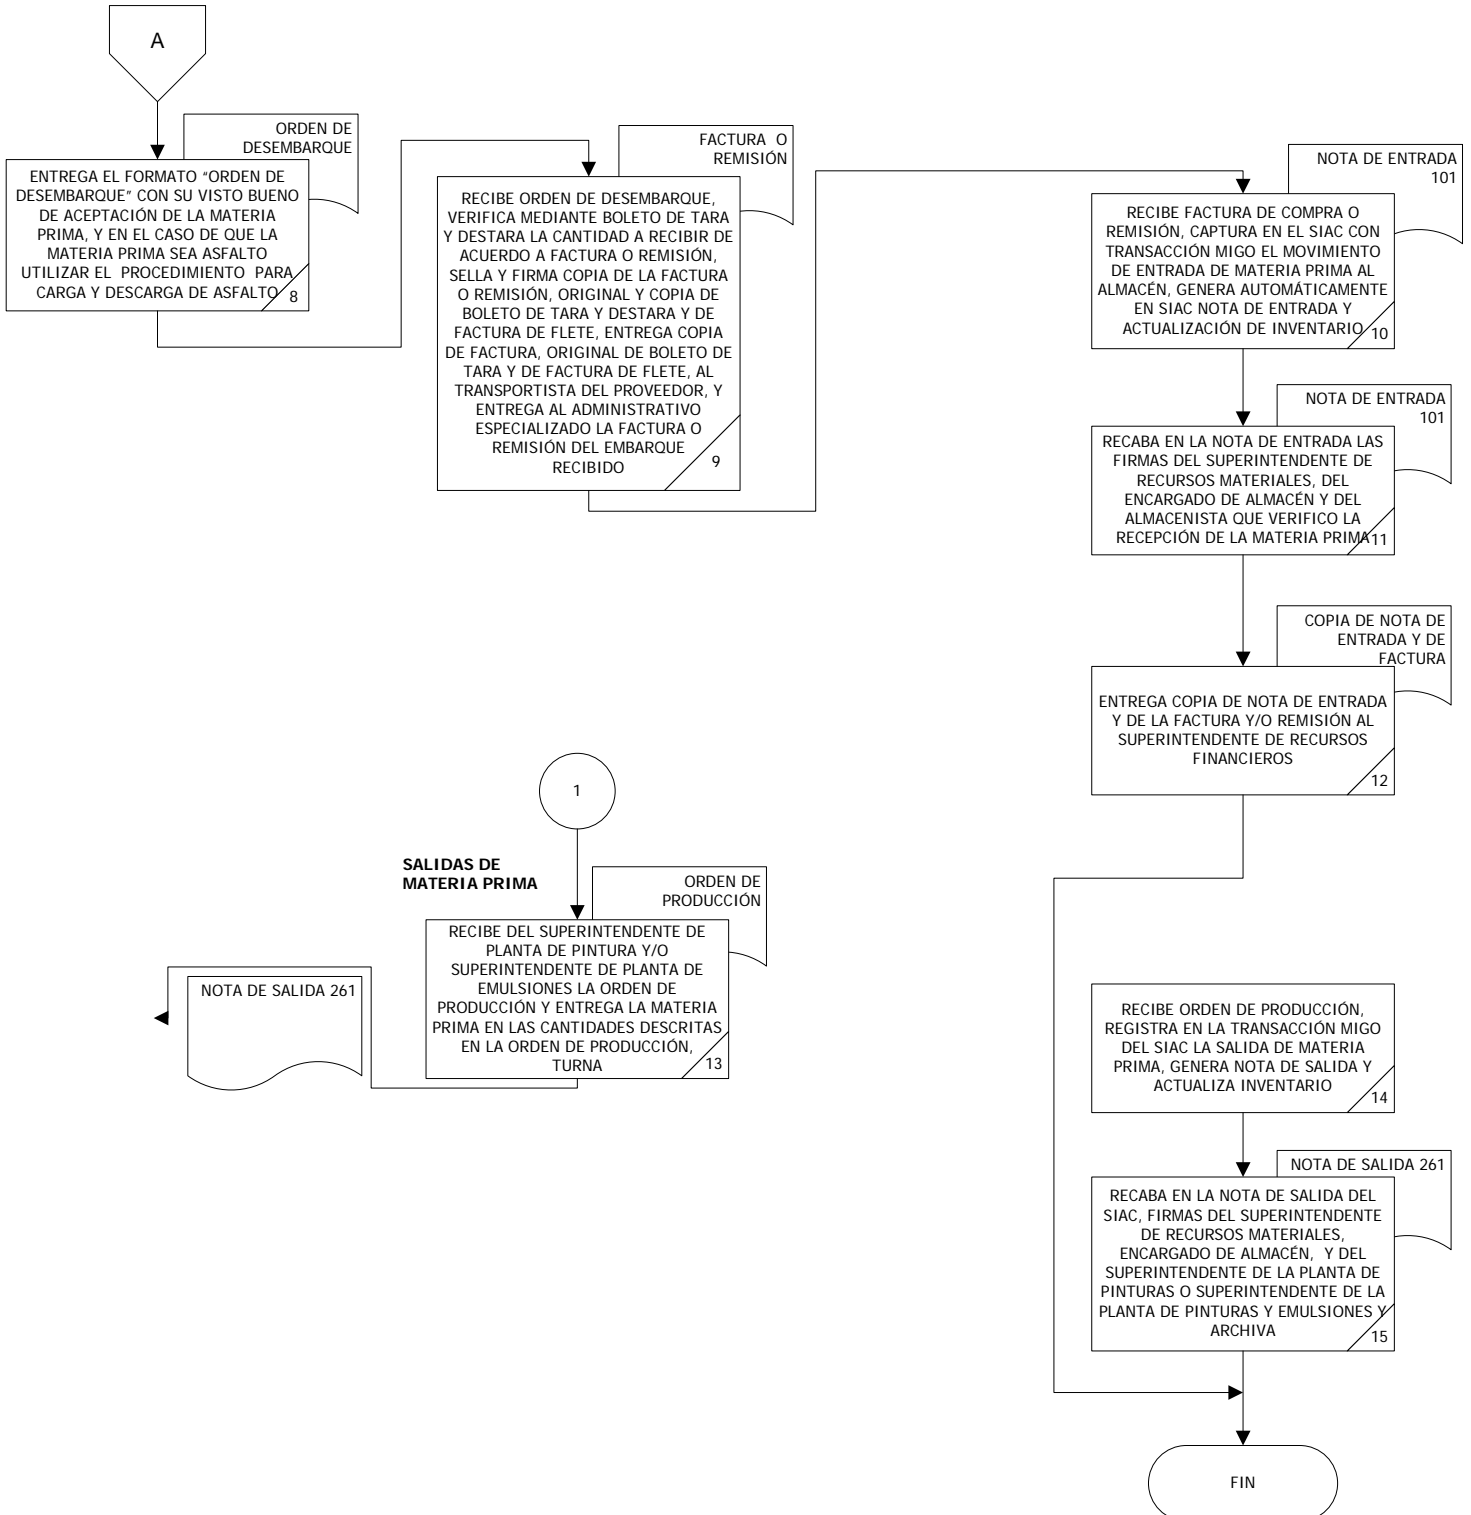 A
ORDEN DE
DESEMBARQUE
ENTREGA EL FORMATO “ORDEN DE
DESEMBARQUE” CON SU VISTO BUENO
DE ACEPTACIÓN DE LA MATERIA
PRIMA, Y EN EL CASO DE QUE LA
MATERIA PRIMA SEA ASFALTO
UTILIZAR EL PROCEDIMIENTO PARA
CARGA Y DESCARGA DE ASFALTO
8
FACTURA O
REMISIÓN
RECIBE ORDEN DE DESEMBARQUE,
VERIFICA MEDIANTE BOLETO DE TARA
Y DESTARA LA CANTIDAD A RECIBIR DE
ACUERDO A FACTURA O REMISIÓN,
SELLA Y FIRMA COPIA DE LA FACTURA
O REMISIÓN, ORIGINAL Y COPIA DE
BOLETO DE TARA Y DESTARA Y DE
FACTURA DE FLETE, ENTREGA COPIA
DE FACTURA, ORIGINAL DE BOLETO DE
TARA Y DE FACTURA DE FLETE, AL
TRANSPORTISTA DEL PROVEEDOR, Y
ENTREGA AL ADMINISTRATIVO
ESPECIALIZADO LA FACTURA O
REMISIÓN DEL EMBARQUE
RECIBIDO
9
NOTA DE ENTRADA
101
RECIBE FACTURA DE COMPRA O
REMISIÓN, CAPTURA EN EL SIAC CON
TRANSACCIÓN MIGO EL MOVIMIENTO
DE ENTRADA DE MATERIA PRIMA AL
ALMACÉN, GENERA AUTOMÁTICAMENTE
EN SIAC NOTA DE ENTRADA Y
ACTUALIZACIÓN DE INVENTARIO
10
NOTA DE ENTRADA
101
RECABA EN LA NOTA DE ENTRADA LAS
FIRMAS DEL SUPERINTENDENTE DE
RECURSOS MATERIALES, DEL
ENCARGADO DE ALMACÉN Y DEL
ALMACENISTA QUE VERIFICO LA
RECEPCIÓN DE LA MATERIA PRIMA
11
COPIA DE NOTA DE
ENTRADA Y DE
FACTURA
ENTREGA COPIA DE NOTA DE ENTRADA
Y DE LA FACTURA Y/O REMISIÓN AL
SUPERINTENDENTE DE RECURSOS
FINANCIEROS
12
1
SALIDAS DE
MATERIA PRIMA
ORDEN DE
PRODUCCIÓN
RECIBE DEL SUPERINTENDENTE DE
PLANTA DE PINTURA Y/O
SUPERINTENDENTE DE PLANTA DE
EMULSIONES LA ORDEN DE
PRODUCCIÓN Y ENTREGA LA MATERIA
PRIMA EN LAS CANTIDADES DESCRITAS
EN LA ORDEN DE PRODUCCIÓN,
TURNA
13
NOTA DE SALIDA 261
RECIBE ORDEN DE PRODUCCIÓN,
REGISTRA EN LA TRANSACCIÓN MIGO
DEL SIAC LA SALIDA DE MATERIA
PRIMA, GENERA NOTA DE SALIDA Y
ACTUALIZA INVENTARIO
14
NOTA DE SALIDA 261
RECABA EN LA NOTA DE SALIDA DEL
SIAC, FIRMAS DEL SUPERINTENDENTE
DE RECURSOS MATERIALES,
ENCARGADO DE ALMACÉN, Y DEL
SUPERINTENDENTE DE LA PLANTA DE
PINTURAS O SUPERINTENDENTE DE LA
PLANTA DE PINTURAS Y EMULSIONES Y
ARCHIVA
15
FIN